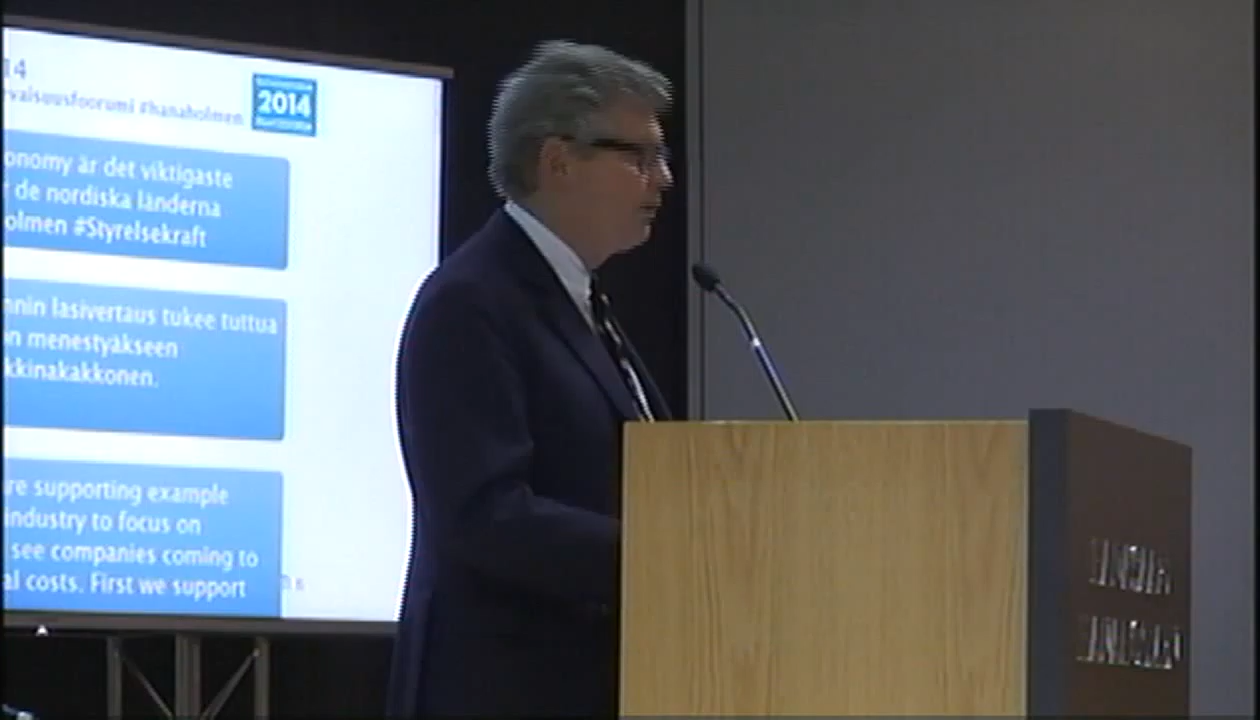 14
rvaisuusfoorumi #hanaholmen
2014
onomy är det viktigaste
r de nordiska länderna
olmen #Styrelsekraft
nnin lasivertaus tukee tuttua
on menestyäkseen
kkinakakkonen.
re supporting example
industry to focus on
see companies coming to
al costs. First we support